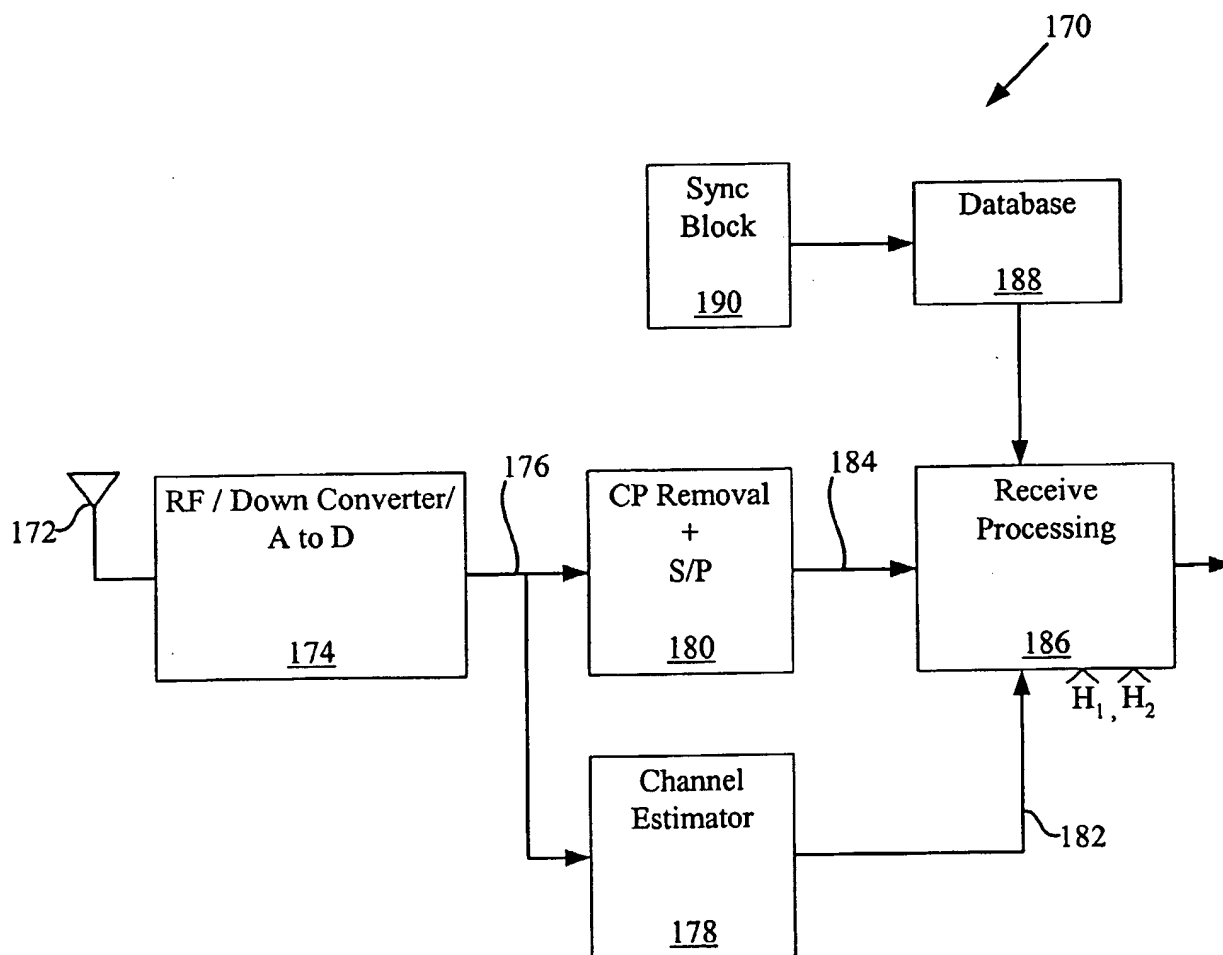 170
Sync
Block
190
Database
188
172
RF / Down Converter/
A to D
174
176
CP Removal
+
S/P
180
184
Receive
Processing
186
Ĥ₁, Ĥ₂
Channel
Estimator
178
182